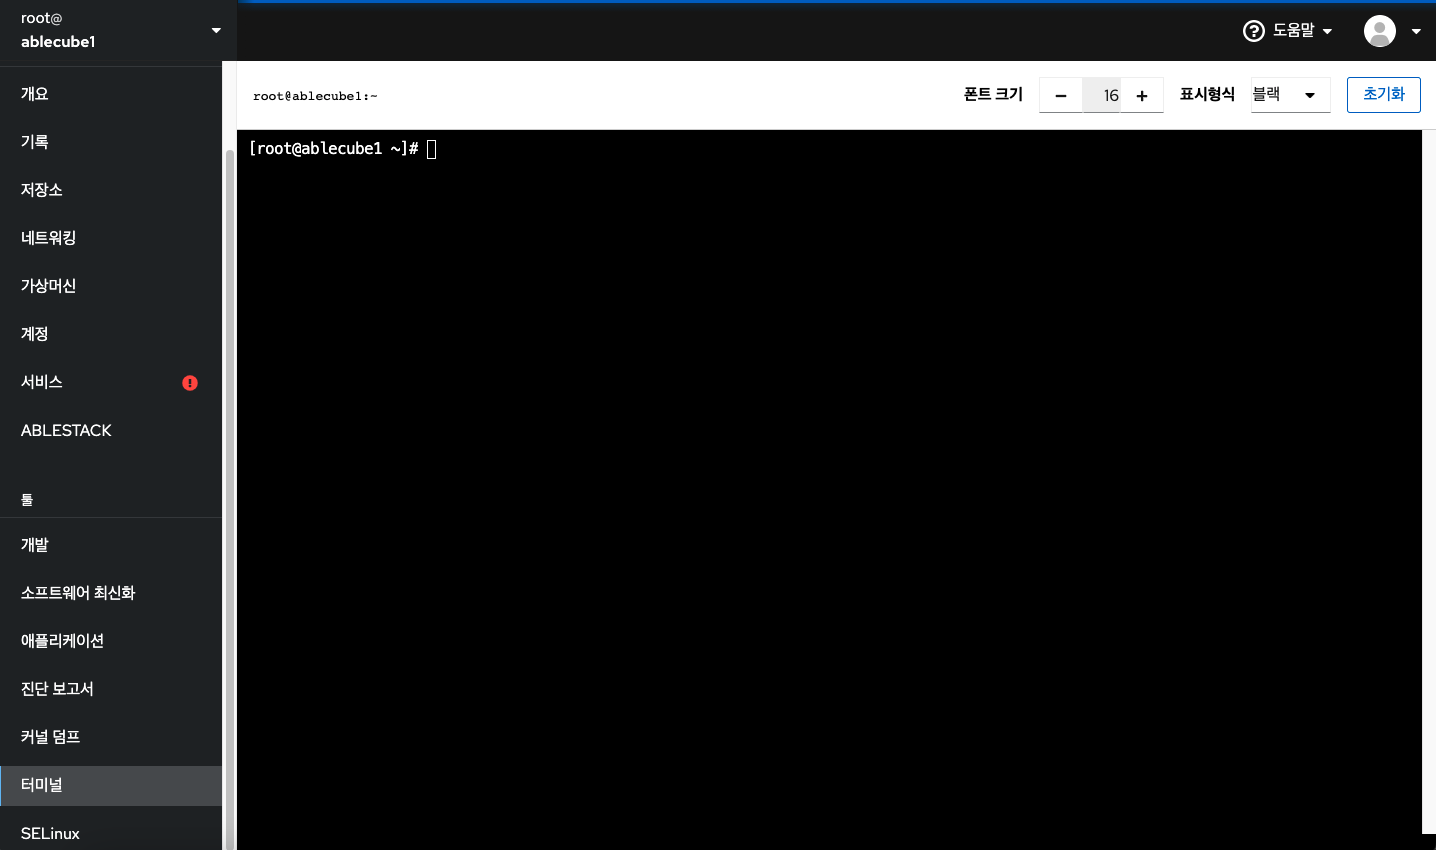 root@
ablecube1
도움말
개요
기록
저장소
네트워킹
가상머신
계정
서비스
ABLESTACK
툴
개발
소프트웨어 최신화
애플리케이션
진단 보고서
커널 덤프
터미널
SELinux
root@ablecube1:~
폰트 크기
16
표시형식
블랙
초기화
[root@ablecube1 ~]#